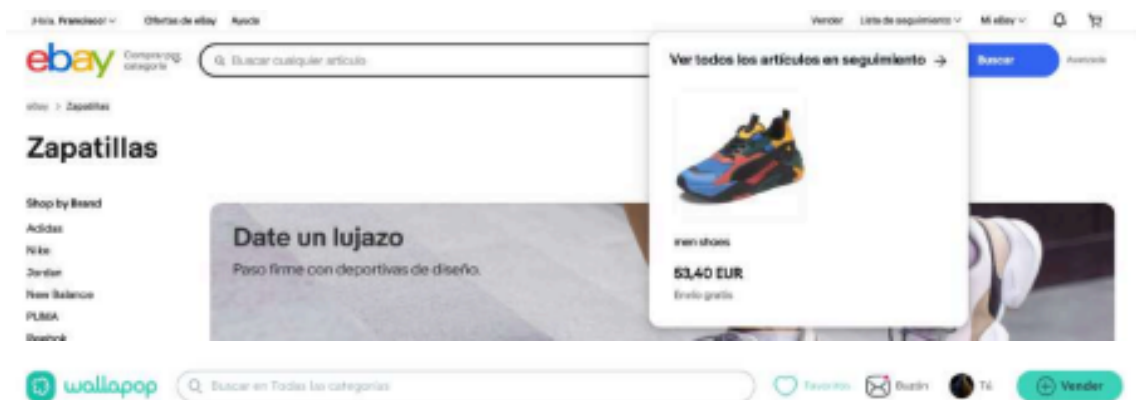 ¡Hola, Francisco! Ofertas de eBay Ayuda Vender Lista de seguimiento Mi eBay
ebay Comprar por categoría Buscar cualquier artículo Buscar Avanzada
Ver todos los artículos en seguimiento →
eBay > Zapatillas
Zapatillas
Shop by Brand
Adidas
Nike
Jordan
New Balance
PUMA
Reebok
Date un lujazo
Paso firme con deportivas de diseño.
men shoes
53,40 EUR
Envío gratis
wallapop Buscar en Todas las categorías Favoritos Buzón Tú Vender